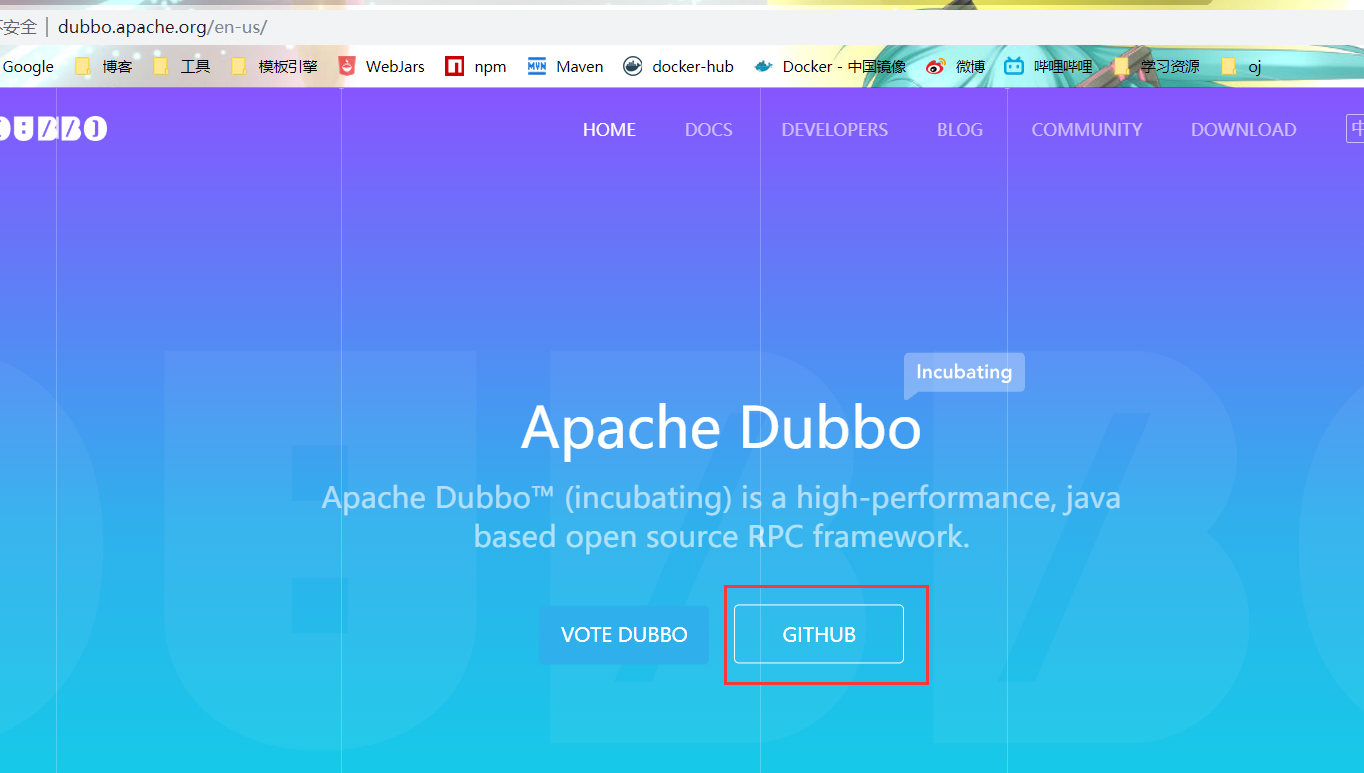 不安全 | dubbo.apache.org/en-us/
Google 博客 工具 模板引擎 WebJars npm Maven docker-hub Docker - 中国镜像 微博 哔哩哔哩 学习资源 oj
DUBBO HOME DOCS DEVELOPERS BLOG COMMUNITY DOWNLOAD 中
Incubating
Apache Dubbo
Apache Dubbo™ (incubating) is a high-performance, java
based open source RPC framework.
VOTE DUBBO GITHUB